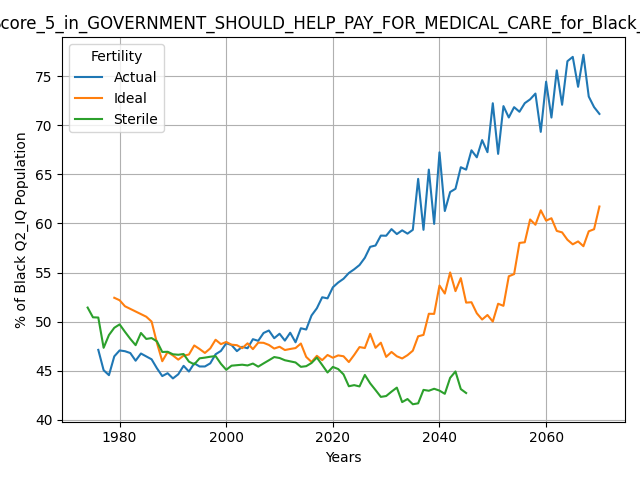 score_5_in_GOVERNMENT_SHOULD_HELP_PAY_FOR_MEDICAL_CARE_for_Black_
Fertility
Actual
Ideal
Sterile
% of Black Q2_IQ Population
75
70
65
60
55
50
45
40
1980
2000
2020
2040
2060
Years